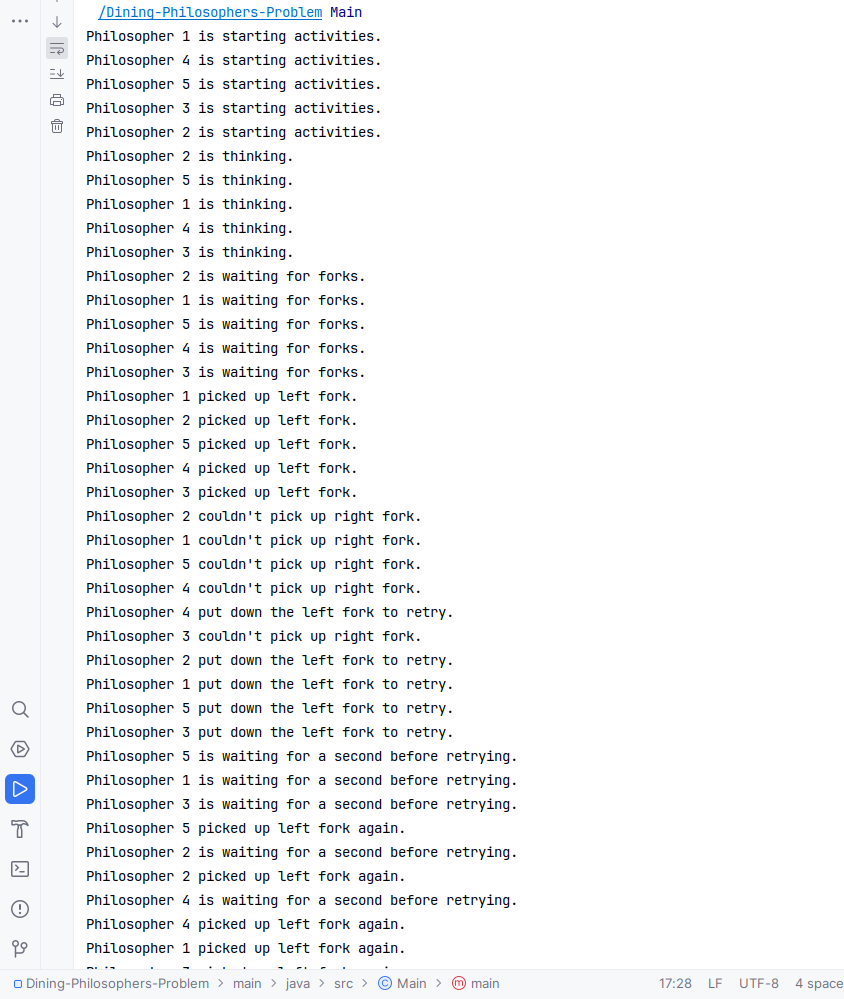 /Dining-Philosophers-Problem Main
Philosopher 1 is starting activities.
Philosopher 4 is starting activities.
Philosopher 5 is starting activities.
Philosopher 3 is starting activities.
Philosopher 2 is starting activities.
Philosopher 2 is thinking.
Philosopher 5 is thinking.
Philosopher 1 is thinking.
Philosopher 4 is thinking.
Philosopher 3 is thinking.
Philosopher 2 is waiting for forks.
Philosopher 1 is waiting for forks.
Philosopher 5 is waiting for forks.
Philosopher 4 is waiting for forks.
Philosopher 3 is waiting for forks.
Philosopher 1 picked up left fork.
Philosopher 2 picked up left fork.
Philosopher 5 picked up left fork.
Philosopher 4 picked up left fork.
Philosopher 3 picked up left fork.
Philosopher 2 couldn't pick up right fork.
Philosopher 1 couldn't pick up right fork.
Philosopher 5 couldn't pick up right fork.
Philosopher 4 couldn't pick up right fork.
Philosopher 4 put down the left fork to retry.
Philosopher 3 couldn't pick up right fork.
Philosopher 2 put down the left fork to retry.
Philosopher 1 put down the left fork to retry.
Philosopher 5 put down the left fork to retry.
Philosopher 3 put down the left fork to retry.
Philosopher 5 is waiting for a second before retrying.
Philosopher 1 is waiting for a second before retrying.
Philosopher 3 is waiting for a second before retrying.
Philosopher 5 picked up left fork again.
Philosopher 2 is waiting for a second before retrying.
Philosopher 2 picked up left fork again.
Philosopher 4 is waiting for a second before retrying.
Philosopher 4 picked up left fork again.
Philosopher 1 picked up left fork again.
Dining-Philosophers-Problem > main > java > src > C Main > m main 17:28 LF UTF-8 4 space